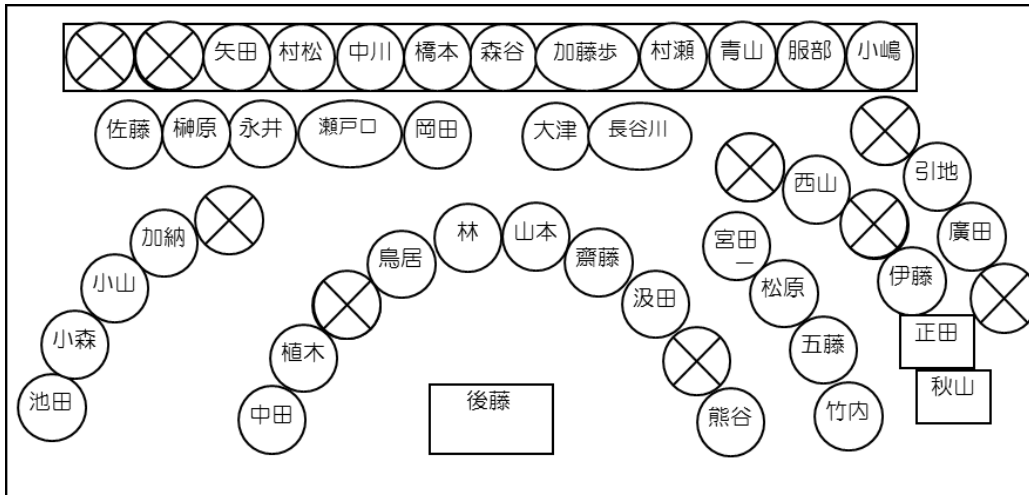 矢田 村松 中川 橋本 森谷 加藤歩 村瀬 青山 服部 小嶋
佐藤 榊原 永井 瀬戸口 岡田 大津 長谷川
西山 引地
加納 鳥居 林 山本 齋藤 宮田 廣田
一
小山 汲田 松原 伊藤
小森 植木 五藤 正田
池田 中田 後藤 熊谷 竹内 秋山